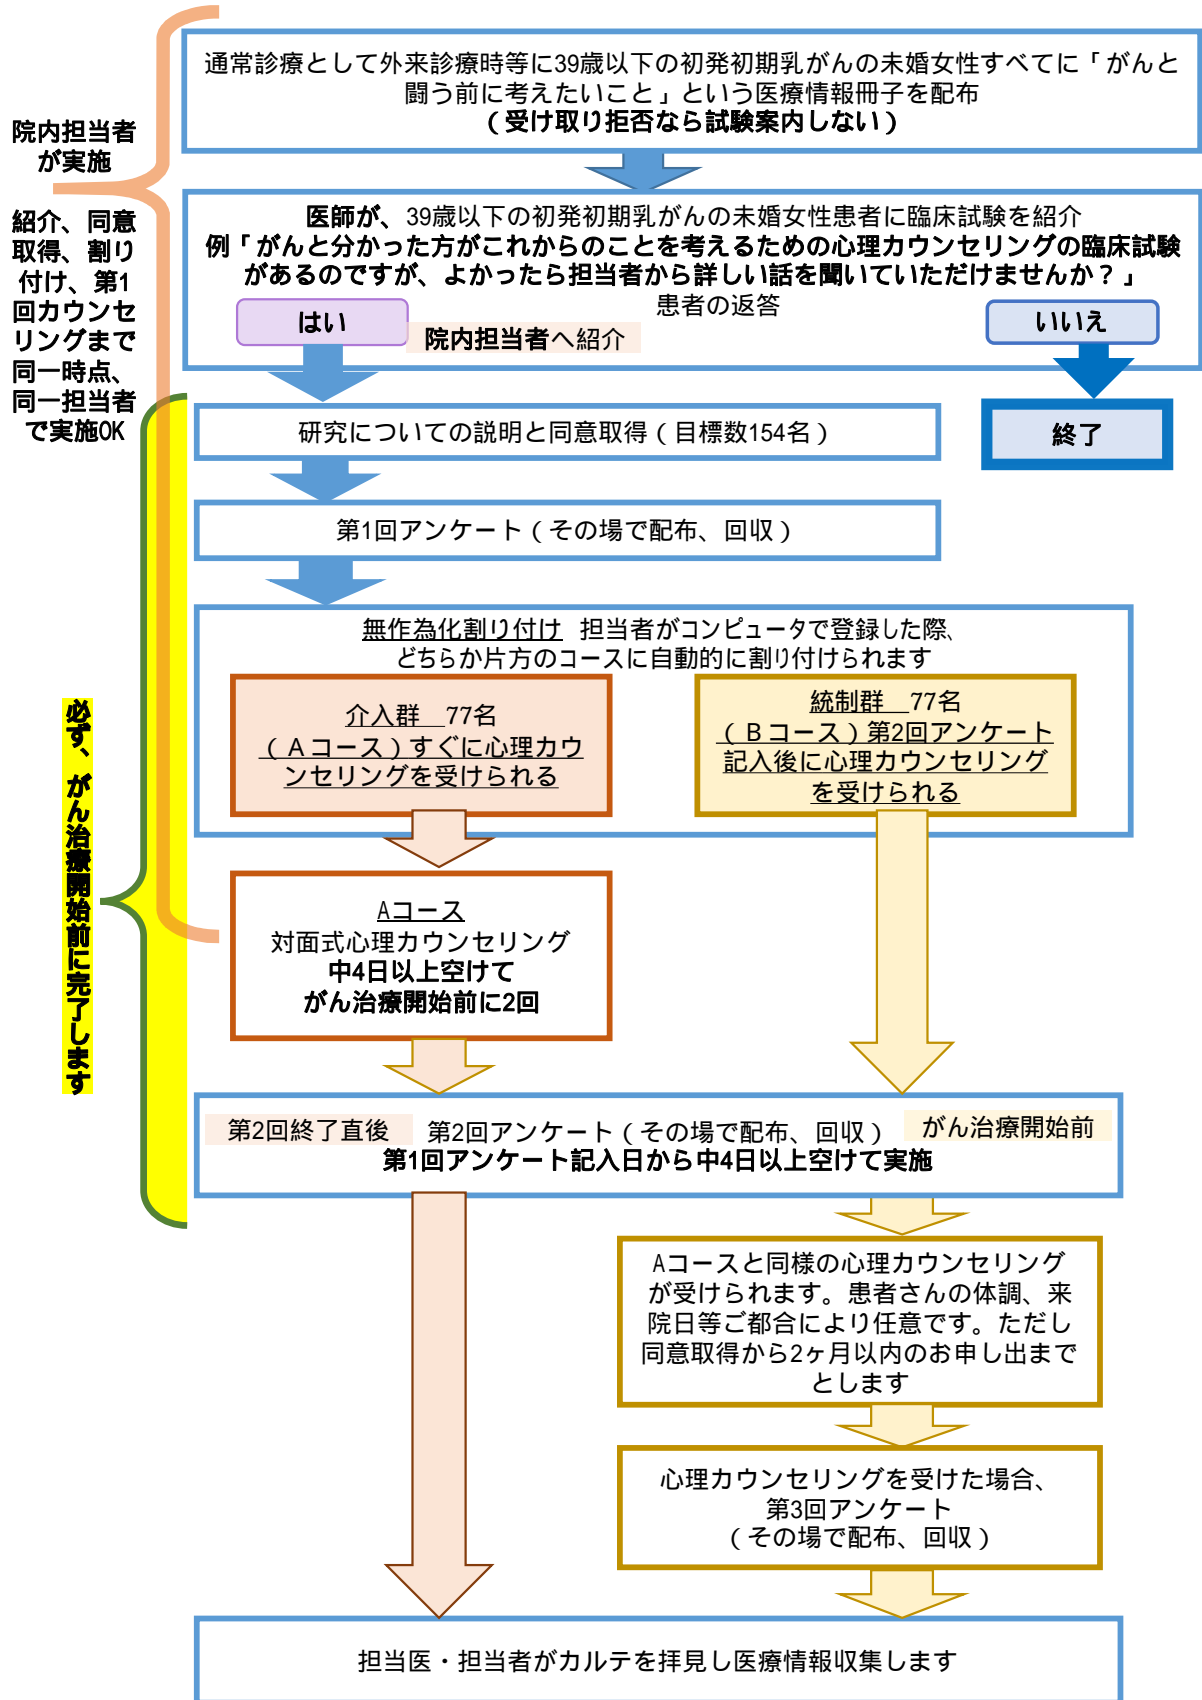 通常診療として外来診療時等に39歳以下の初発初期乳がんの未婚女性すべてに「がんと
闘う前に考えたいこと」という医療情報冊子を配布
（受け取り拒否なら試験案内しない）
院内担当者
が実施
紹介、同意
取得、割り
付け、第1
回カウンセ
リングまで
同一時点、
同一担当者
で実施OK
医師が、39歳以下の初発初期乳がんの未婚女性患者に臨床試験を紹介
例「がんと分かった方がこれからのことを考えるための心理カウンセリングの臨床試験
があるのですが、よかったら担当者から詳しい話を聞いていただけませんか？」
患者の返答
はい
院内担当者へ紹介
いいえ
終了
研究についての説明と同意取得（目標数154名）
第1回アンケート（その場で配布、回収）
無作為化割り付け 担当者がコンピュータで登録した際、
どちらか片方のコースに自動的に割り付けられます
介入群 77名
（Ａコース）すぐに心理カウ
ンセリングを受けられる
統制群 77名
（Ｂコース）第2回アンケート
記入後に心理カウンセリング
を受けられる
必ず、がん治療開始前に完了します
Aコース
対面式心理カウンセリング
中4日以上空けて
がん治療開始前に2回
第2回終了直後 第2回アンケート（その場で配布、回収） がん治療開始前
第1回アンケート記入日から中4日以上空けて実施
Aコースと同様の心理カウンセリング
が受けられます。患者さんの体調、来
院日等ご都合により任意です。ただし
同意取得から2ヶ月以内のお申し出まで
とします
心理カウンセリングを受けた場合、
第3回アンケート
（その場で配布、回収）
担当医・担当者がカルテを拝見し医療情報収集します